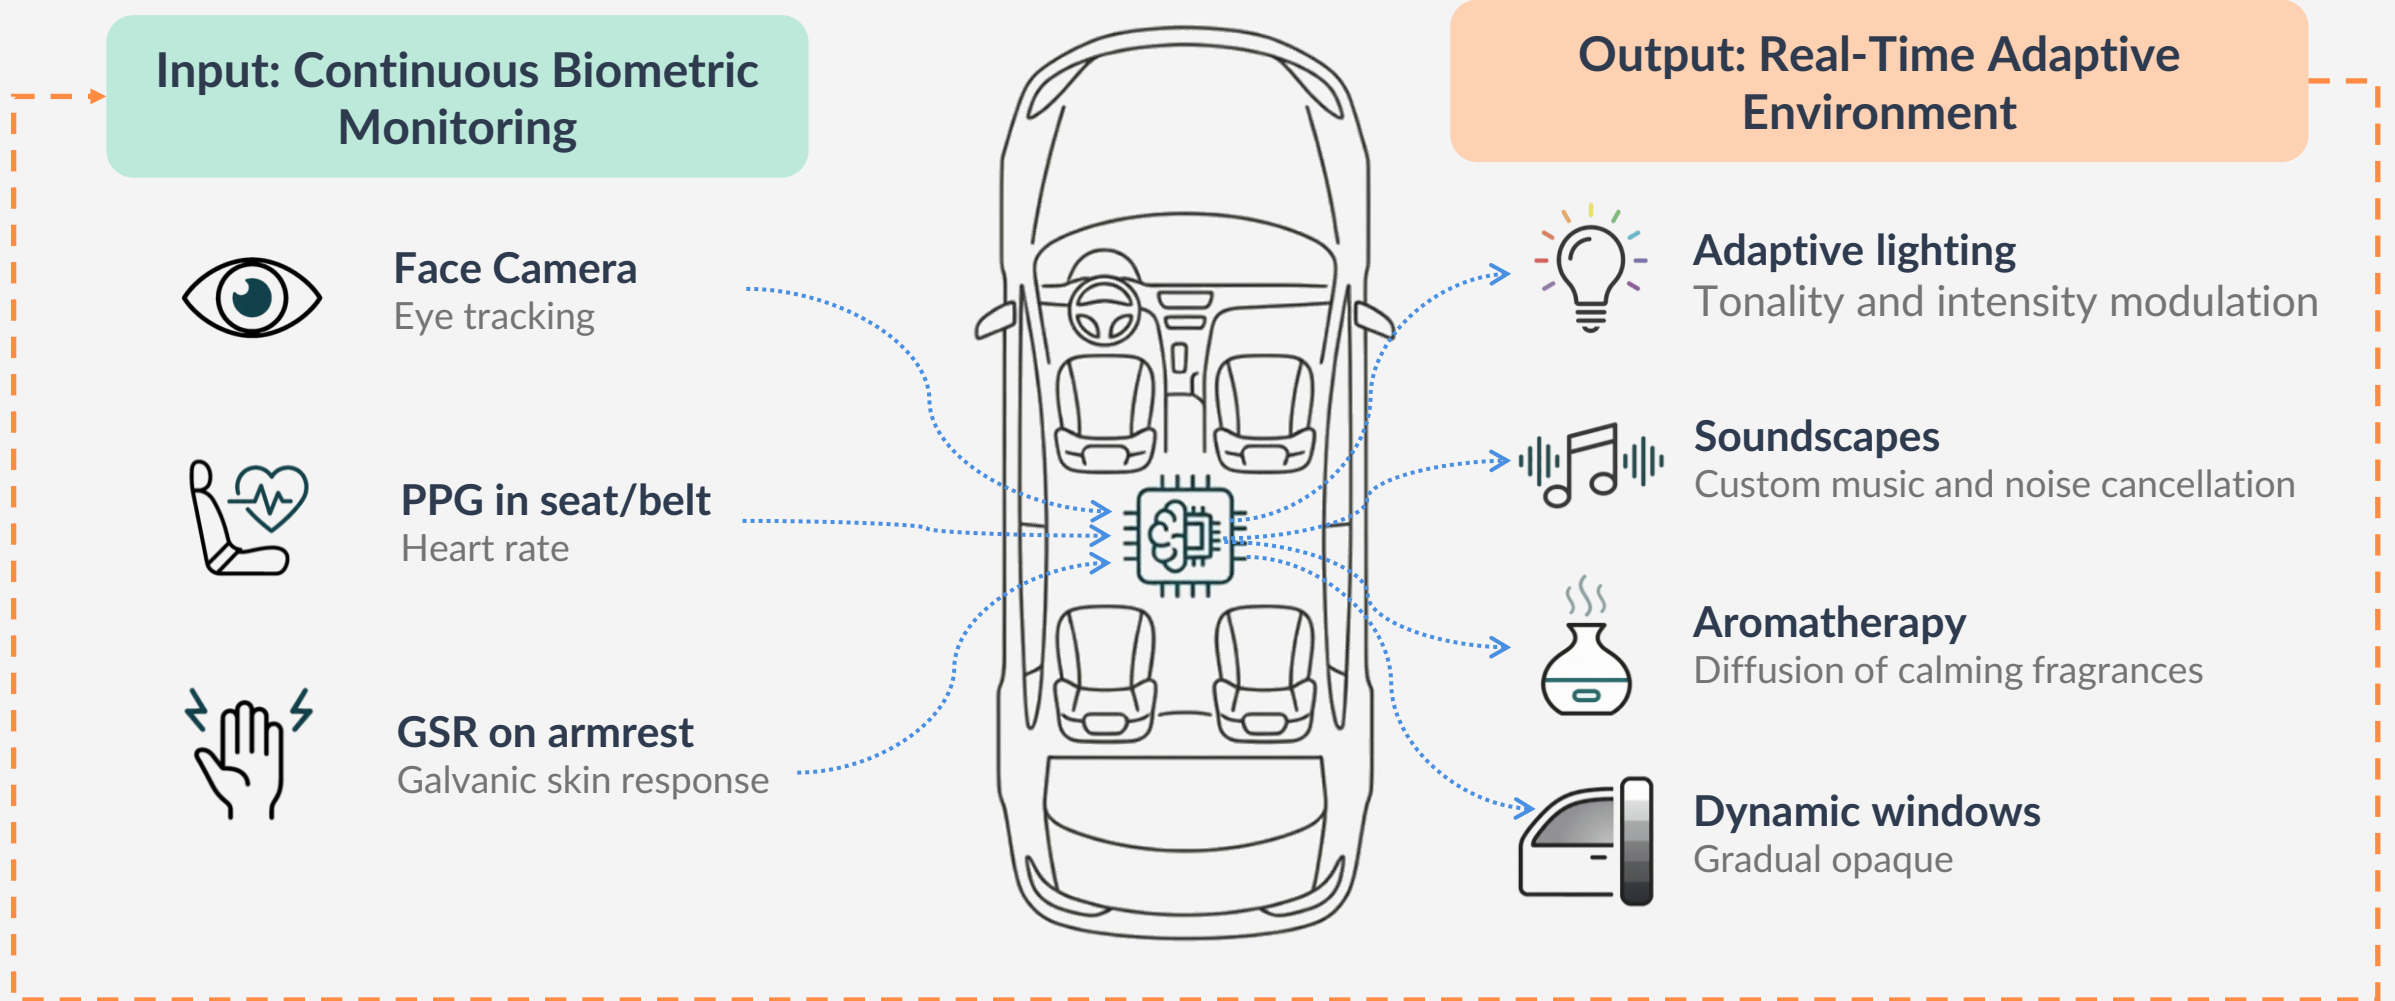 Input: Continuous Biometric
Monitoring
Face Camera
Eye tracking
PPG in seat/belt
Heart rate
GSR on armrest
Galvanic skin response
Output: Real-Time Adaptive
Environment
Adaptive lighting
Tonality and intensity modulation
Soundscapes
Custom music and noise cancellation
Aromatherapy
Diffusion of calming fragrances
Dynamic windows
Gradual opaque